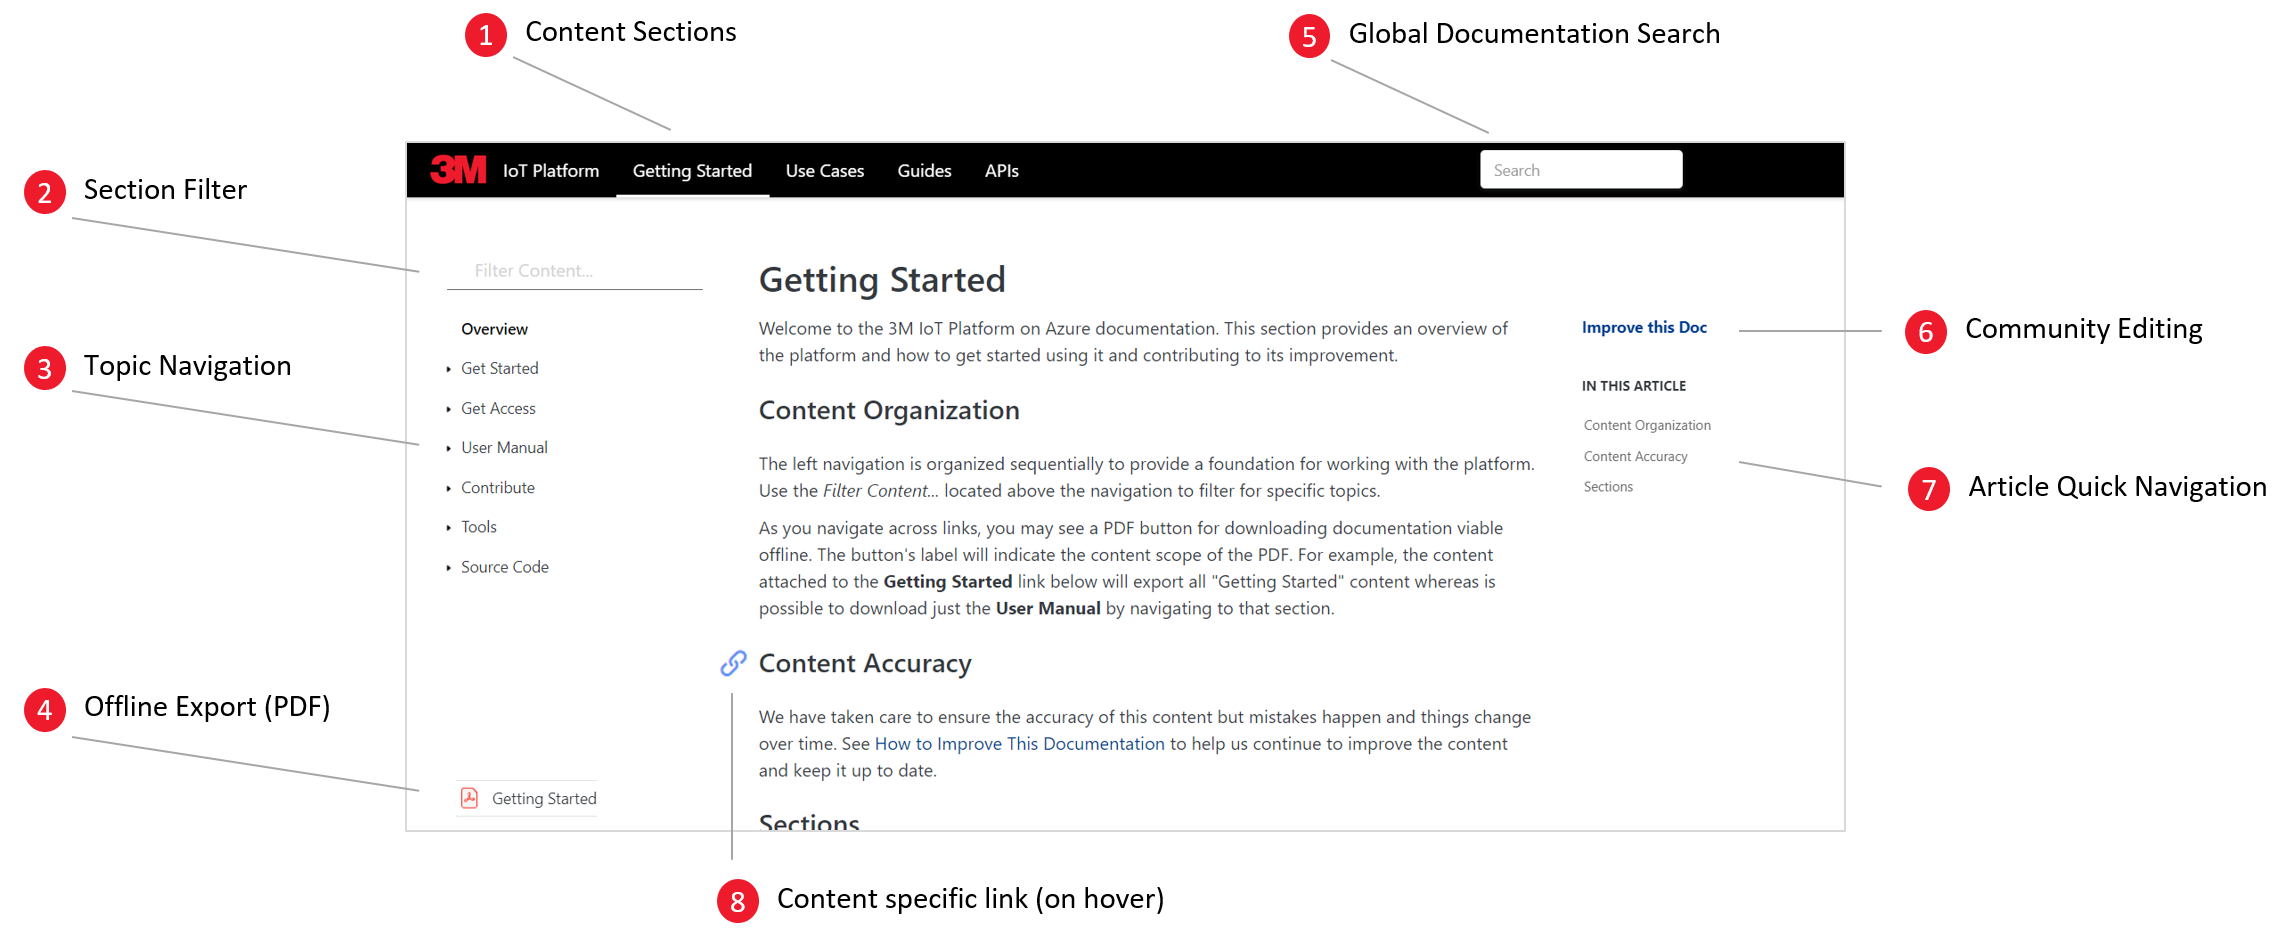 1 Content Sections
5 Global Documentation Search
3M IoT Platform Getting Started Use Cases Guides APIs Search
2 Section Filter
Filter Content...
Overview
3 Topic Navigation
Get Started
Get Access
User Manual
Contribute
Tools
Source Code
4 Offline Export (PDF)
Getting Started
Getting Started
Welcome to the 3M IoT Platform on Azure documentation. This section provides an overview of
the platform and how to get started using it and contributing to its improvement.
Content Organization
The left navigation is organized sequentially to provide a foundation for working with the platform.
Use the Filter Content... located above the navigation to filter for specific topics.
As you navigate across links, you may see a PDF button for downloading documentation viable
offline. The button's label will indicate the content scope of the PDF. For example, the content
attached to the Getting Started link below will export all "Getting Started" content whereas is
possible to download just the User Manual by navigating to that section.
Content Accuracy
We have taken care to ensure the accuracy of this content but mistakes happen and things change
over time. See How to Improve This Documentation to help us continue to improve the content
and keep it up to date.
Sections
Improve this Doc
6 Community Editing
IN THIS ARTICLE
Content Organization
Content Accuracy
Sections
7 Article Quick Navigation
8 Content specific link (on hover)